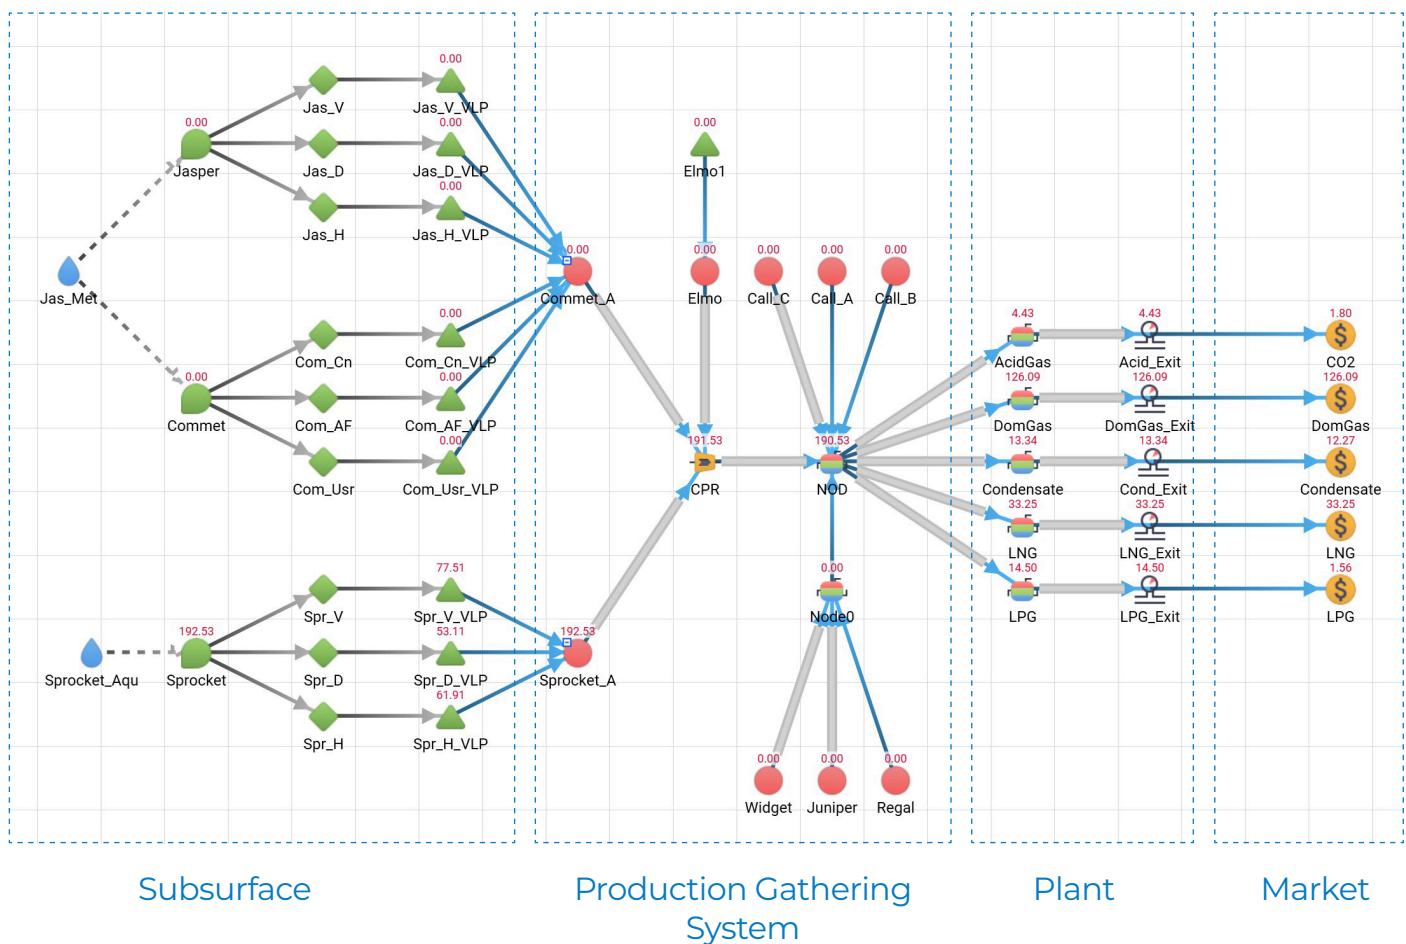 0.00
Jas_V
Jas_V_VLP
0.00
0.00
0.00
Jasper
Jas_D
Jas_D_VLP
Elmo1
0.00
Jas_H
Jas_H_VLP
0.00
0.00
0.00
0.00
0.00
Jas_Met
Commet_A
Elmo
Call_C
Call_A
Call_B
0.00
4.43
4.43
1.80
Com_Cn
Com_Cn_VLP
AcidGas
Acid_Exit
CO2
0.00
0.00
126.09
126.09
126.09
Commet
Com_AF
Com_AF_VLP
DomGas
DomGas_Exit
DomGas
0.00
191.53
190.53
13.34
13.34
12.27
Com_Usr
Com_Usr_VLP
CPR
NOD
Condensate
Cond_Exit
Condensate
33.25
33.25
33.25
LNG
LNG_Exit
LNG
77.51
0.00
14.50
14.50
1.56
Spr_V
Spr_V_VLP
Node0
LPG
LPG_Exit
LPG
192.53
53.11
192.53
Sprocket_Aqu
Sprocket
Spr_D
Spr_D_VLP
Sprocket_A
61.91
Spr_H
Spr_H_VLP
0.00
0.00
0.00
Widget
Juniper
Regal
Subsurface
Production Gathering
System
Plant
Market